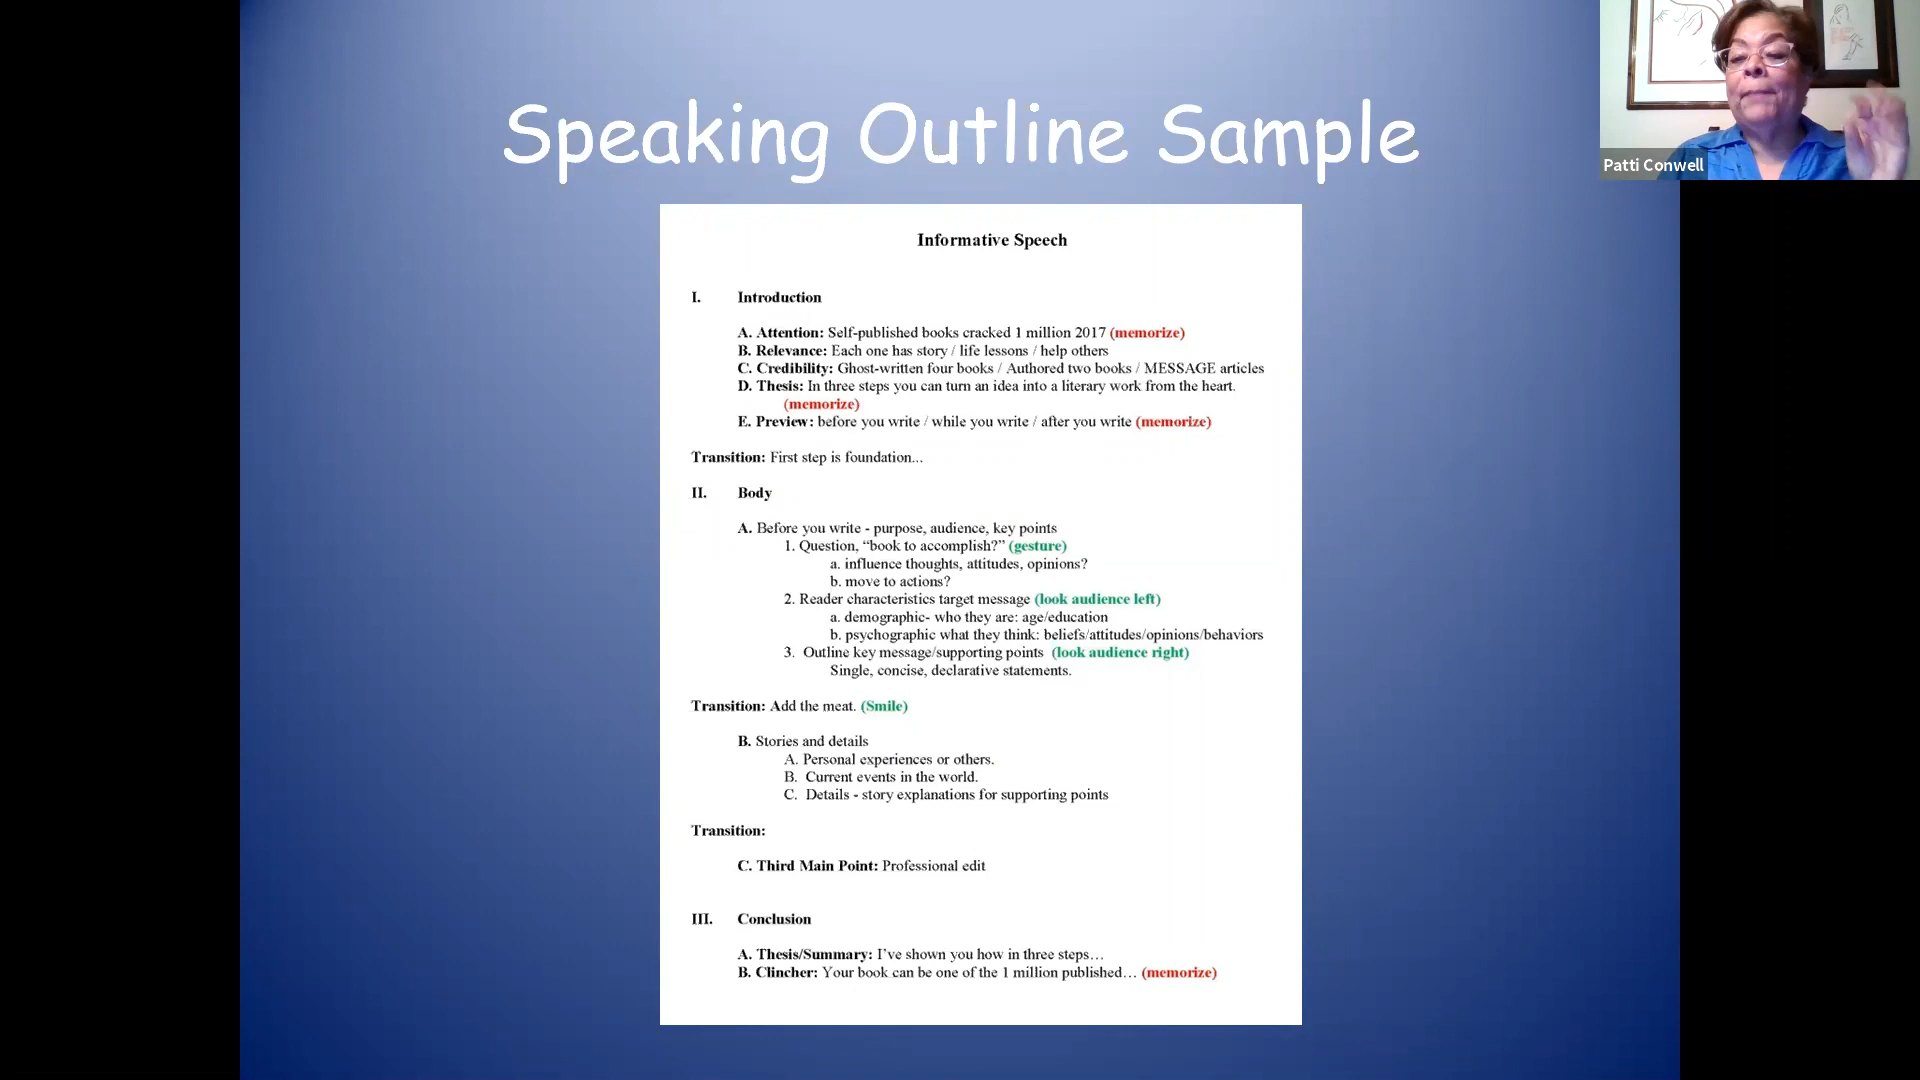 Speaking Outline Sample
Patti Conwell
Informative Speech
I. Introduction
A. Attention: Self-published books cracked 1 million 2017 (memorize)
B. Relevance: Each one has story / life lessons / help others
C. Credibility: Ghost-written four books / Authored two books / MESSAGE articles
D. Thesis: In three steps you can turn an idea into a literary work from the heart.
(memorize)
E. Preview: before you write / while you write / after you write (memorize)
Transition: First step is foundation...
II. Body
A. Before you write - purpose, audience, key points
1. Question, “book to accomplish?” (gesture)
a. influence thoughts, attitudes, opinions?
b. move to actions?
2. Reader characteristics target message (look audience left)
a. demographic- who they are: age/education
b. psychographic what they think: beliefs/attitudes/opinions/behaviors
3. Outline key message/supporting points (look audience right)
Single, concise, declarative statements.
Transition: Add the meat. (Smile)
B. Stories and details
A. Personal experiences or others.
B. Current events in the world.
C. Details - story explanations for supporting points
Transition:
C. Third Main Point: Professional edit
III. Conclusion
A. Thesis/Summary: I’ve shown you how in three steps…
B. Clincher: Your book can be one of the 1 million published… (memorize)